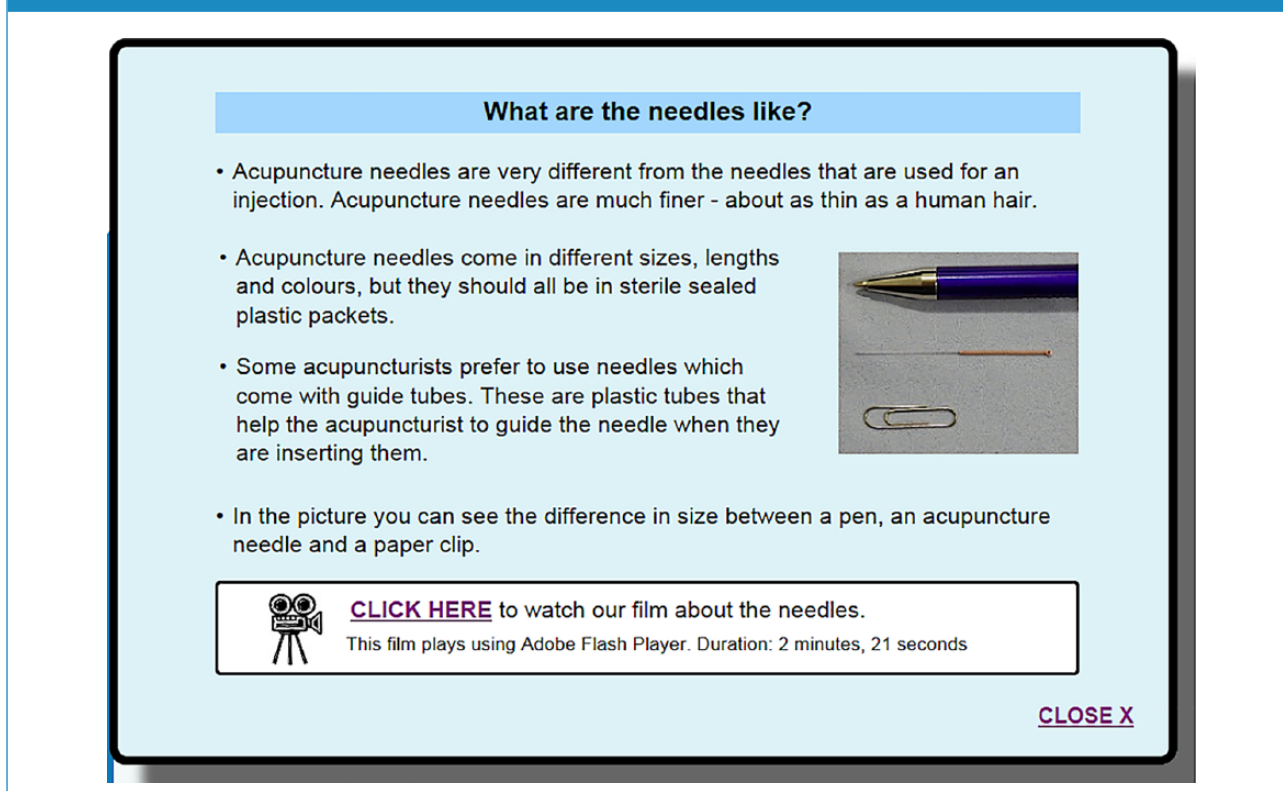 What are the needles like?
• Acupuncture needles are very different from the needles that are used for an
injection. Acupuncture needles are much finer - about as thin as a human hair.
• Acupuncture needles come in different sizes, lengths
and colours, but they should all be in sterile sealed
plastic packets.
• Some acupuncturists prefer to use needles which
come with guide tubes. These are plastic tubes that
help the acupuncturist to guide the needle when they
are inserting them.
• In the picture you can see the difference in size between a pen, an acupuncture
needle and a paper clip.
CLICK HERE to watch our film about the needles.
This film plays using Adobe Flash Player. Duration: 2 minutes, 21 seconds
CLOSE X